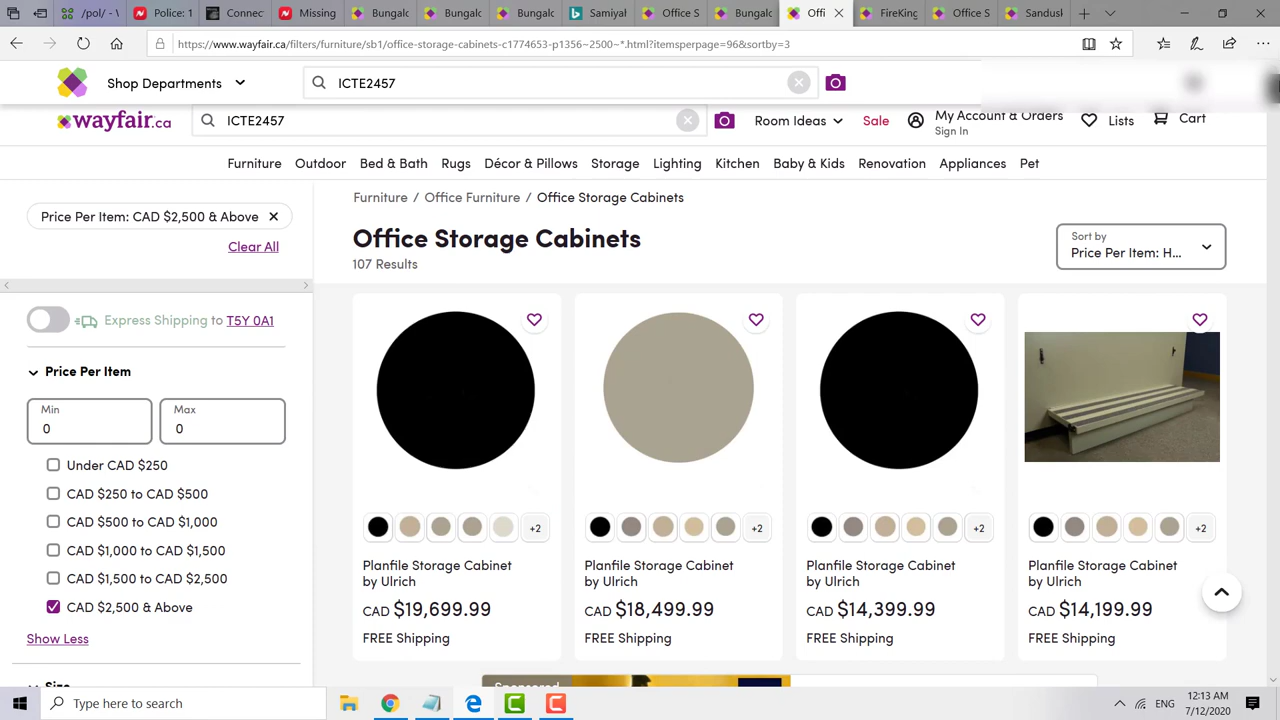 -/-/-
Police: 1
Connec
Missing
Bungalc
Bungalc
Bungalc
Samiyal
Office S
Bungalc
Offi
FireKing
Office S
Sandusk
https://www.wayfair.ca/filters/furniture/sb1/office-storage-cabinets-c1774653-p1356~2500~*.html?itemsperpage=96&sortby=3
Shop Departments
ICTE2457
wayfair.ca
ICTE2457
Room Ideas
Sale
My Account & Orders
Sign In
Lists
Cart
Furniture Outdoor Bed & Bath Rugs Décor & Pillows Storage Lighting Kitchen Baby & Kids Renovation Appliances Pet
Price Per Item: CAD $2,500 & Above
Clear All
Furniture / Office Furniture / Office Storage Cabinets
Office Storage Cabinets
107 Results
Sort by
Price Per Item: H...
Express Shipping to T5Y 0A1
Price Per Item
Min
0
Max
0
Under CAD $250
CAD $250 to CAD $500
CAD $500 to CAD $1,000
CAD $1,000 to CAD $1,500
CAD $1,500 to CAD $2,500
CAD $2,500 & Above
Show Less
+2
Planfile Storage Cabinet
by Ulrich
CAD $19,699.99
FREE Shipping
+2
Planfile Storage Cabinet
by Ulrich
CAD $18,499.99
FREE Shipping
+2
Planfile Storage Cabinet
by Ulrich
CAD $14,399.99
FREE Shipping
+2
Planfile Storage Cabinet
by Ulrich
CAD $14,199.99
FREE Shipping
Sponsored
Type here to search
ENG
12:13 AM
7/12/2020